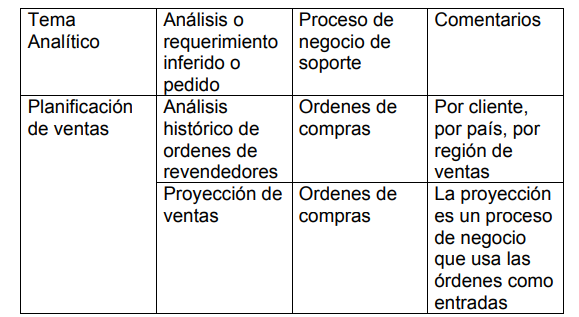 Tema
Analítico
Análisis o
requerimiento
inferido o
pedido
Proceso de
negocio de
soporte
Comentarios
Planificación
de ventas
Análisis
histórico de
ordenes de
revendedores
Ordenes de
compras
Por cliente,
por país, por
región de
ventas
Proyección de
ventas
Ordenes de
compras
La proyección
es un proceso
de negocio
que usa las
órdenes como
entradas